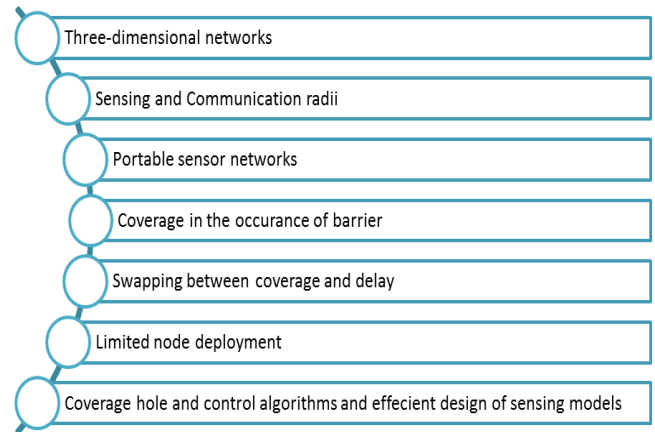 Three-dimensional networks
Sensing and Communication radii
Portable sensor networks
Coverage in the occurance of barrier
Swapping between coverage and delay
Limited node deployment
Coverage hole and control algorithms and effecient design of sensing models